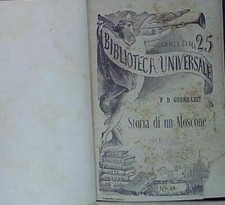 CENTESIMI 25
BIBLIOTECA UNIVERSALE
F. D. GUERRAZZI
Storia di un Moscone